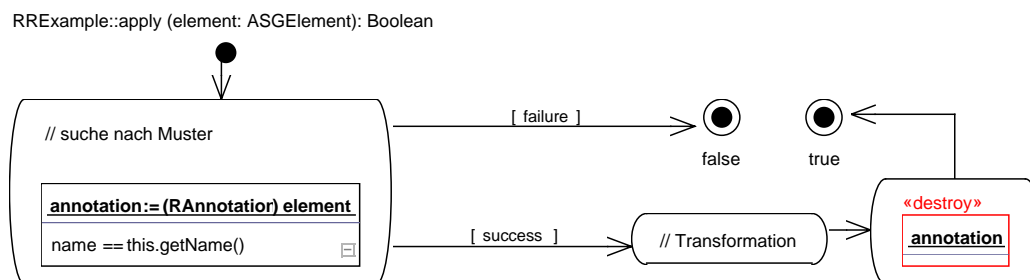 RRExample::apply (element: ASGElement): Boolean
// suche nach Muster
[ failure ]
false
true
annotation:= (RAnnotatior) element
name == this.getName()
[ success ]
// Transformation
«destroy»
annotation